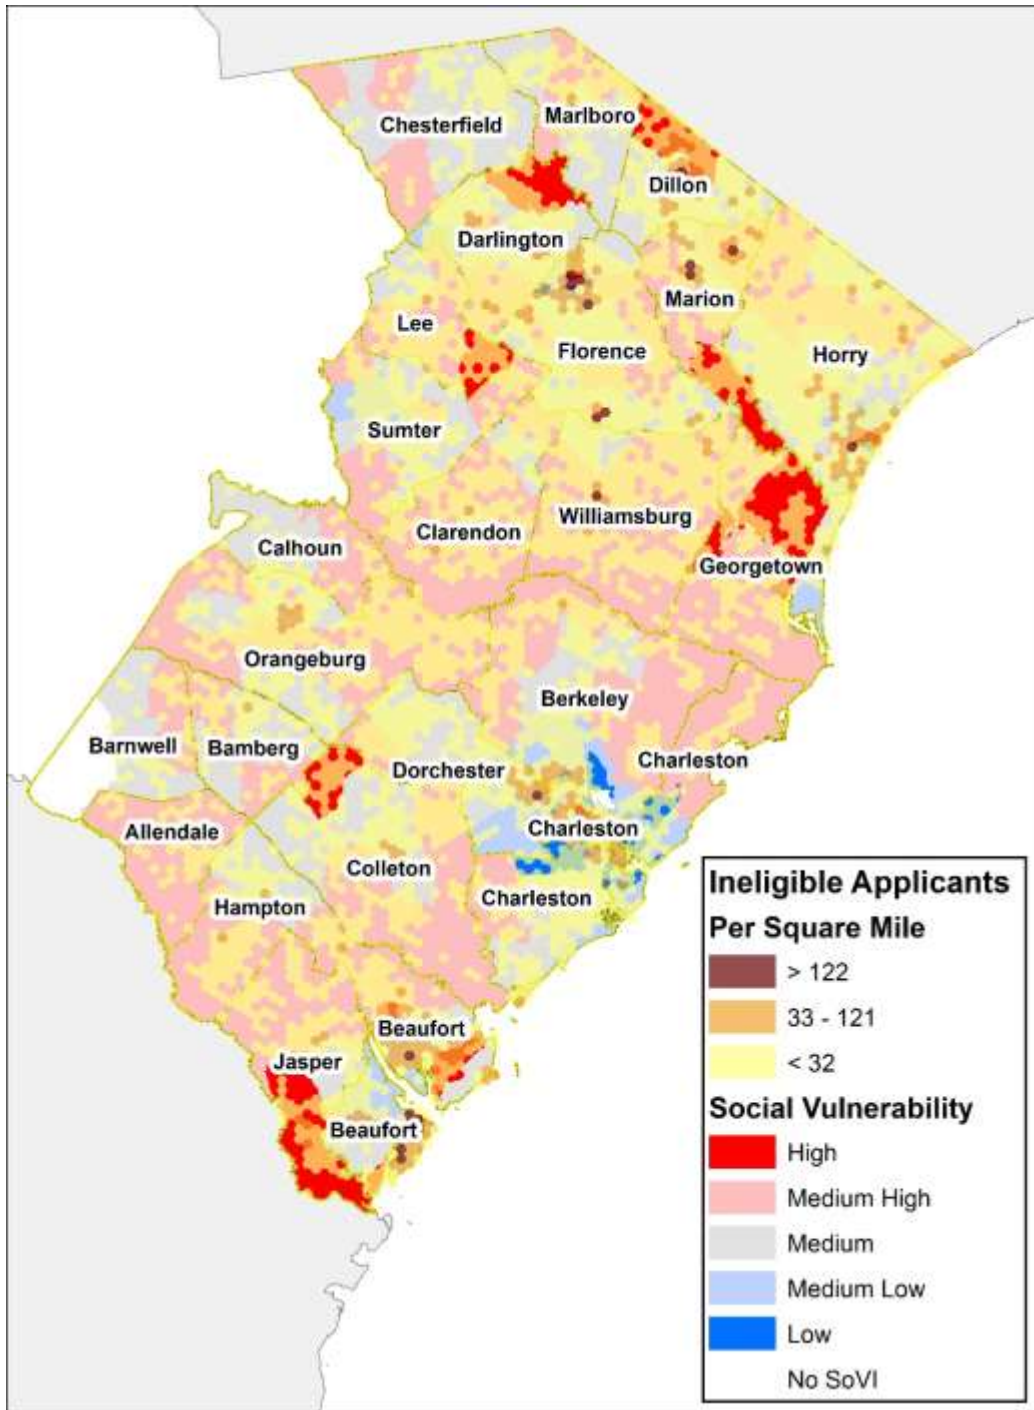 Chesterfield
Marlboro
Dillon
Darlington
Marion
Lee
Florence
Horry
Sumter
Williamsburg
Clarendon
Calhoun
Georgetown
Orangeburg
Berkeley
Barnwell
Bamberg
Dorchester
Charleston
Allendale
Charleston
Colleton
Charleston
Hampton
Beaufort
Jasper
Beaufort
Ineligible Applicants
Per Square Mile
> 122
33 - 121
< 32
Social Vulnerability
High
Medium High
Medium
Medium Low
Low
No SoVI